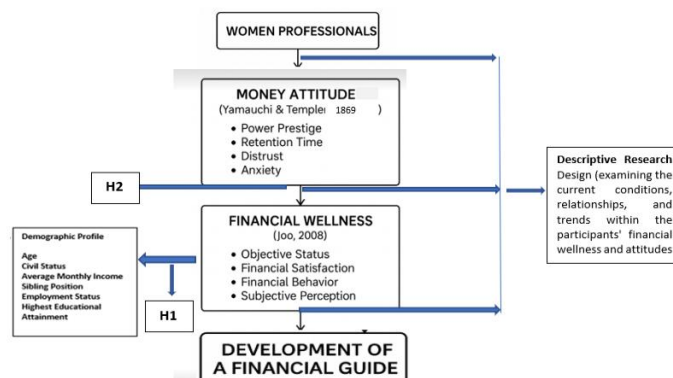 WOMEN PROFESSIONALS
MONEY ATTITUDE
(Yamauchi & Templer 1869 )
• Power Prestige
• Retention Time
• Distrust
• Anxiety
H2
FINANCIAL WELLNESS
(Joo, 2008)
• Objective Status
• Financial Satisfaction
• Financial Behavior
• Subjective Perception
Demographic Profile
Age
Civil Status
Average Monthly Income
Sibling Position
Employment Status
Highest Educational
Attainment
H1
Descriptive Research
Design (examining the
current conditions,
relationships, and
trends within the
participants' financial
wellness and attitudes
DEVELOPMENT OF
A FINANCIAL GUIDE